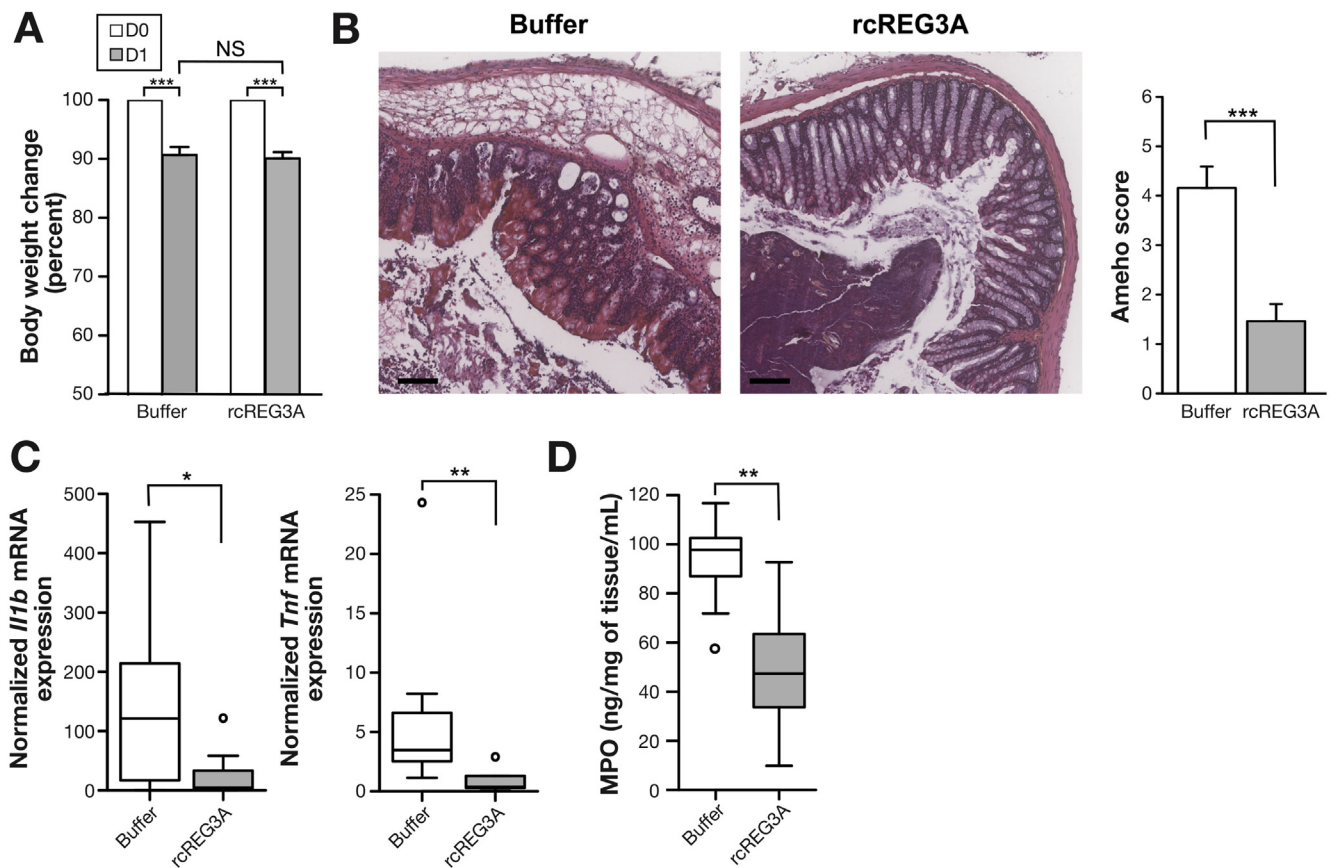 A
D0
D1
NS
***
***
100
90
80
70
60
50
Body weight change
(percent)
Buffer
rcREG3A
B
Buffer
rcREG3A
***
6
5
4
3
2
1
0
Ameho score
Buffer
rcREG3A
C
*
500
400
300
200
100
0
Normalized Il1b mRNA
expression
Buffer
rcREG3A
**
25
20
15
10
5
0
Normalized Tnf mRNA
expression
Buffer
rcREG3A
D
**
120
100
80
60
40
20
0
MPO (ng/mg of tissue/mL)
Buffer
rcREG3A